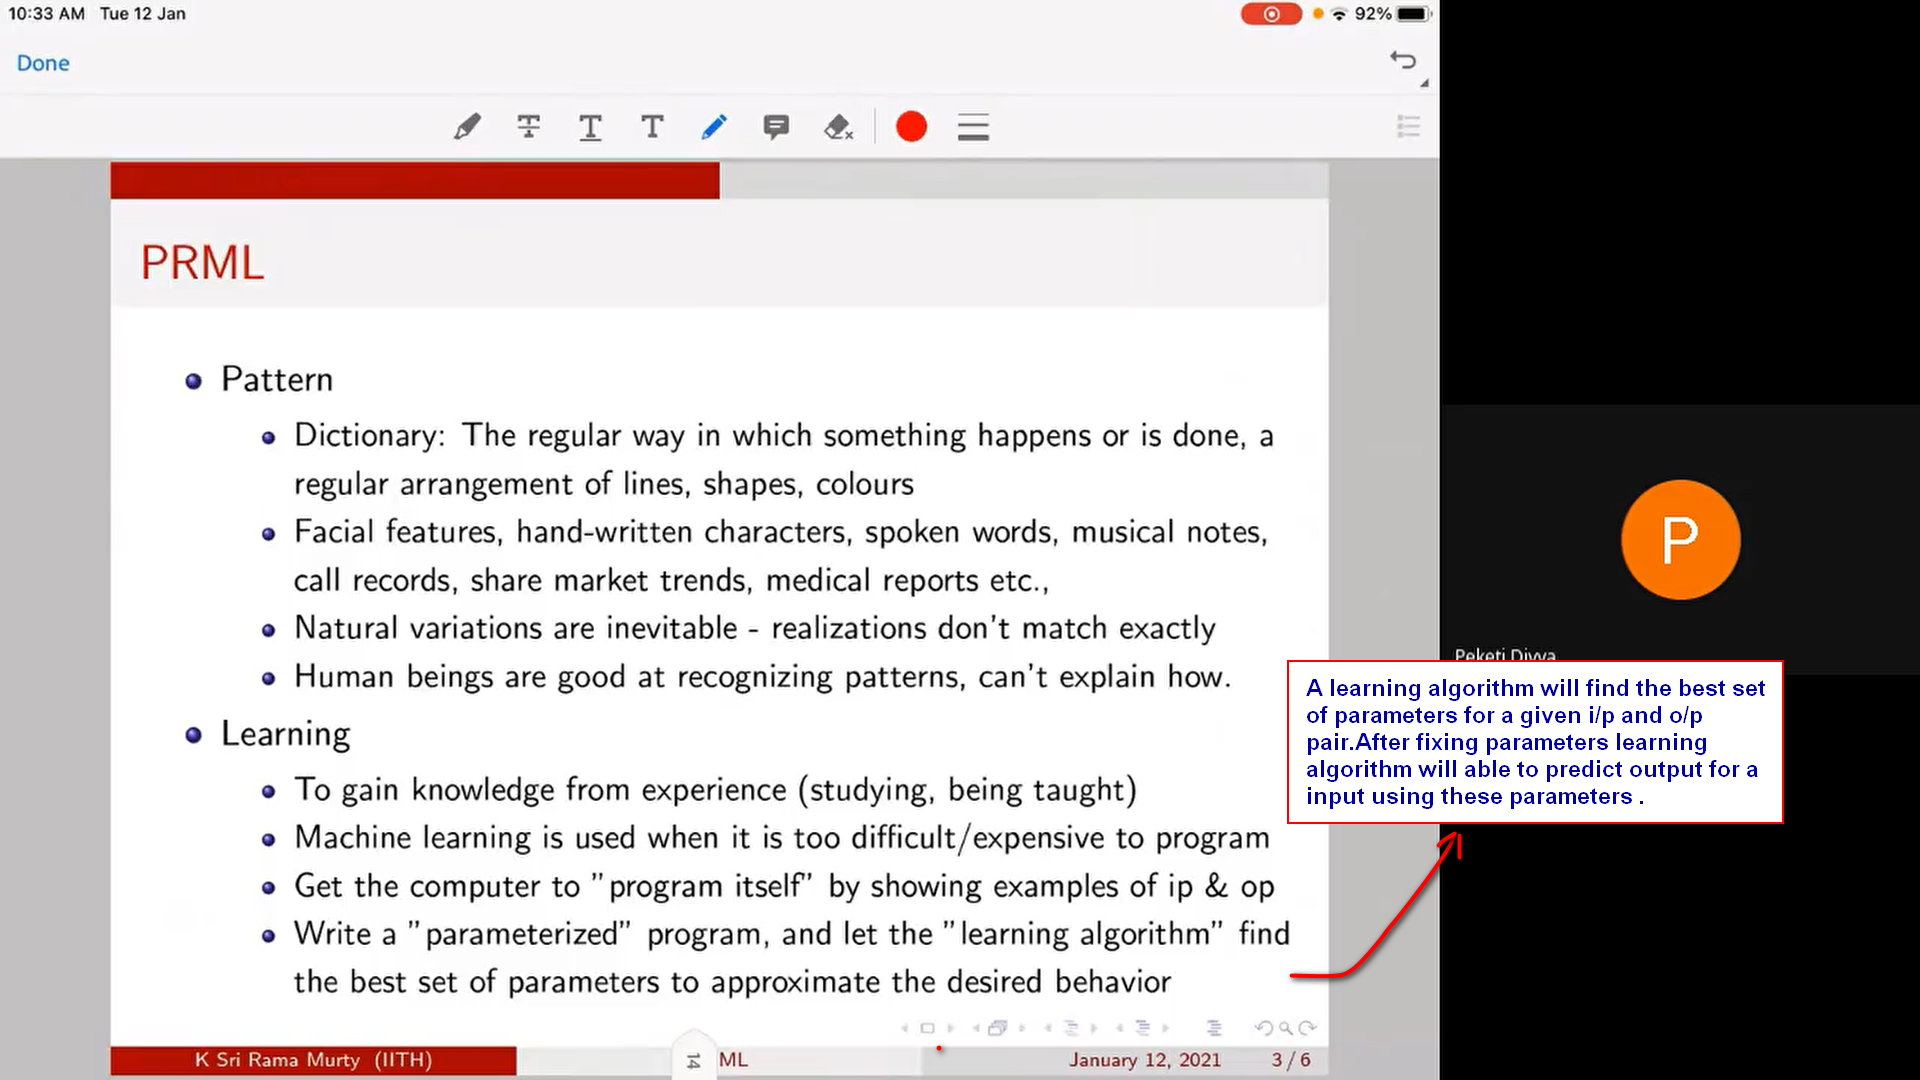 10:33 AM Tue 12 Jan
92%
Done
PRML
Pattern
Dictionary: The regular way in which something happens or is done, a
regular arrangement of lines, shapes, colours
Facial features, hand-written characters, spoken words, musical notes,
call records, share market trends, medical reports etc.,
Natural variations are inevitable - realizations don't match exactly
Human beings are good at recognizing patterns, can't explain how.
Learning
To gain knowledge from experience (studying, being taught)
Machine learning is used when it is too difficult/expensive to program
Get the computer to "program itself" by showing examples of ip & op
Write a "parameterized" program, and let the "learning algorithm" find
the best set of parameters to approximate the desired behavior
K Sri Rama Murty (IITH)
14
ML
January 12, 2021
3 / 6
P
Peketi Divya
A learning algorithm will find the best set
of parameters for a given i/p and o/p
pair.After fixing parameters learning
algorithm will able to predict output for a
input using these parameters .